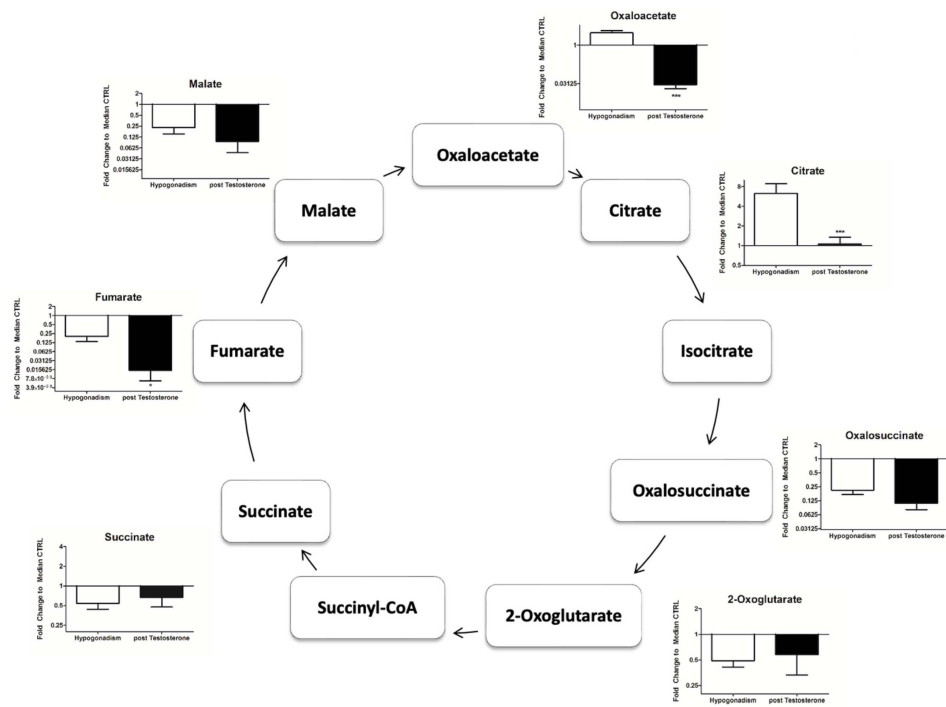 Oxaloacetate
Fold Change to Median CTRL
1
0.03125
***
Hypogonadism post Testosterone
Malate
Fold Change to Median CTRL
2
1
0.5
0.25
0.125
0.0625
0.03125
0.015625
Hypogonadism post Testosterone
Oxaloacetate
Malate
Citrate
Citrate
Fold Change to Median CTRL
8
4
2
1
0.5
***
Hypogonadism post Testosterone
Fumarate
Fold Change to Median CTRL
2
1
0.5
0.25
0.125
0.0625
0.03125
0.015625
*
Hypogonadism post Testosterone
Fumarate
Isocitrate
Oxalosuccinate
Fold Change to Median CTRL
2
1
0.5
0.25
0.125
0.0625
0.03125
Hypogonadism post Testosterone
Oxalosuccinate
Succinate
Succinate
Fold Change to Median CTRL
4
2
1
0.5
0.25
Hypogonadism post Testosterone
Succinyl-CoA
2-Oxoglutarate
2-Oxoglutarate
Fold Change to Median CTRL
2
1
0.5
0.25
Hypogonadism post Testosterone